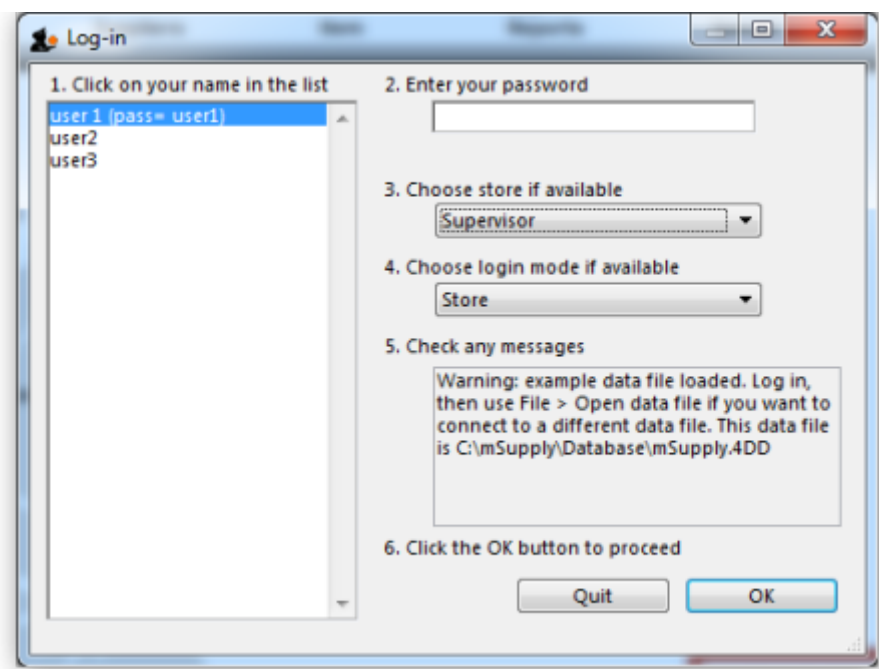 Log-in
1. Click on your name in the list
user 1 (pass= user1)
user2
user3
2. Enter your password
3. Choose store if available
Supervisor
4. Choose login mode if available
Store
5. Check any messages
Warning: example data file loaded. Log in,
then use File > Open data file if you want to
connect to a different data file. This data file
is C:\mSupply\Database\mSupply.4DD
6. Click the OK button to proceed
Quit
OK